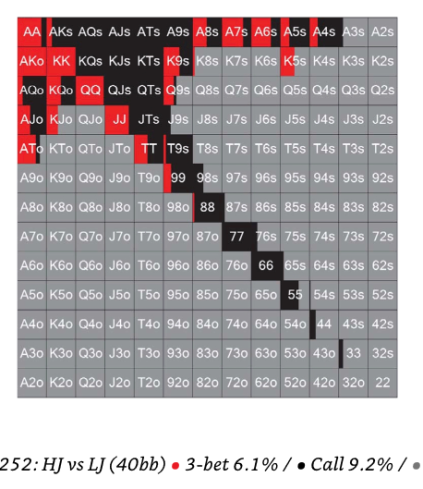 AA AKs AQs AJs ATs A9s A8s A7s A6s A5s A4s A3s A2s
AKo KK KQs KJs KTs K9s K8s K7s K6s K5s K4s K3s K2s
AQo KQo QQ QJs QTs Q9s Q8s Q7s Q6s Q5s Q4s Q3s Q2s
AJo KJo QJo JJ JTs J9s J8s J7s J6s J5s J4s J3s J2s
ATo KTo QTo JTo TT T9s T8s T7s T6s T5s T4s T3s T2s
A9o K9o Q9o J9o T9o 99 98s 97s 96s 95s 94s 93s 92s
A8o K8o Q8o J8o T8o 98o 88 87s 86s 85s 84s 83s 82s
A7o K7o Q7o J7o T7o 97o 87o 77 76s 75s 74s 73s 72s
A6o K6o Q6o J6o T6o 96o 86o 76o 66 65s 64s 63s 62s
A5o K5o Q5o J5o T5o 95o 85o 75o 65o 55 54s 53s 52s
A4o K4o Q4o J4o T4o 94o 84o 74o 64o 54o 44 43s 42s
A3o K3o Q3o J3o T3o 93o 83o 73o 63o 53o 43o 33 32s
A2o K2o Q2o J2o T2o 92o 82o 72o 62o 52o 42o 32o 22
252: HJ vs LJ (40bb) • 3-bet 6.1% / • Call 9.2% / •